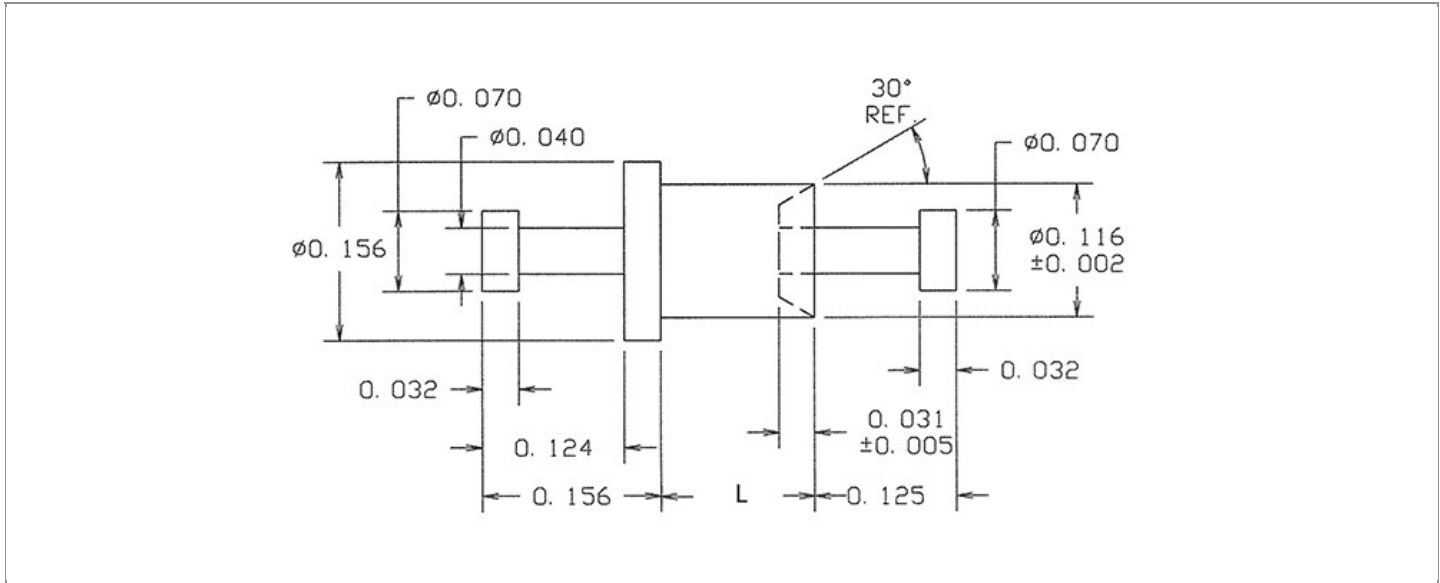 ø0. 070
30°
REF.
ø0. 040
ø0. 070
ø0. 156
ø0. 116
±0. 002
0. 032
0. 032
0. 031
±0. 005
0. 124
0. 156
L
0. 125